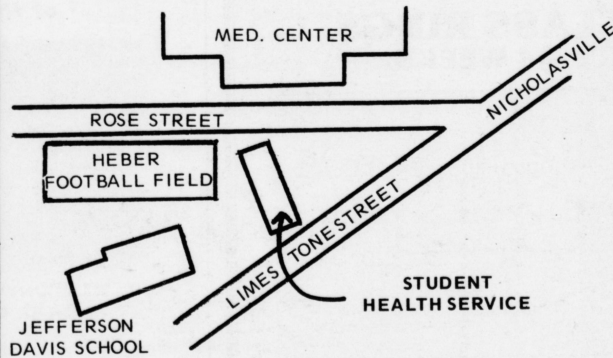 MED. CENTER
NICHOLASVILLE
ROSE STREET
HEBER
FOOTBALL FIELD
LIMES TONE STREET
STUDENT
HEALTH SERVICE
JEFFERSON
DAVIS SCHOOL